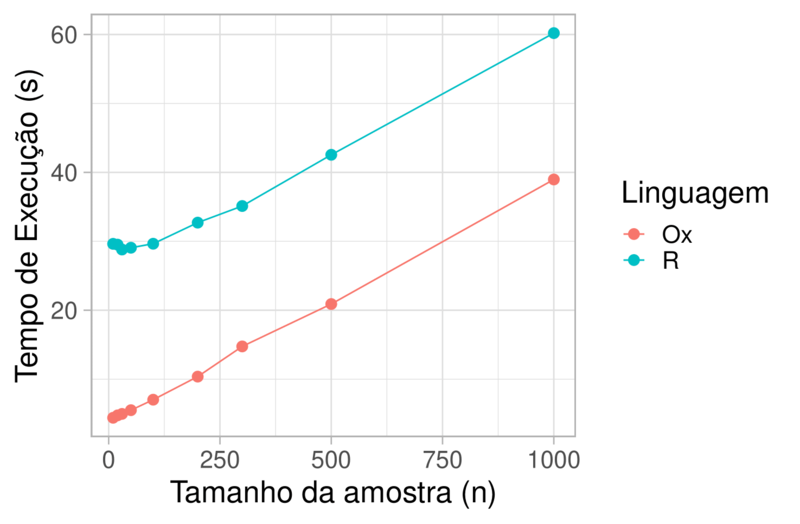 60
40
20
Tempo de Execução (s)
0 250 500 750 1000
Tamanho da amostra (n)
Linguagem
Ox
R